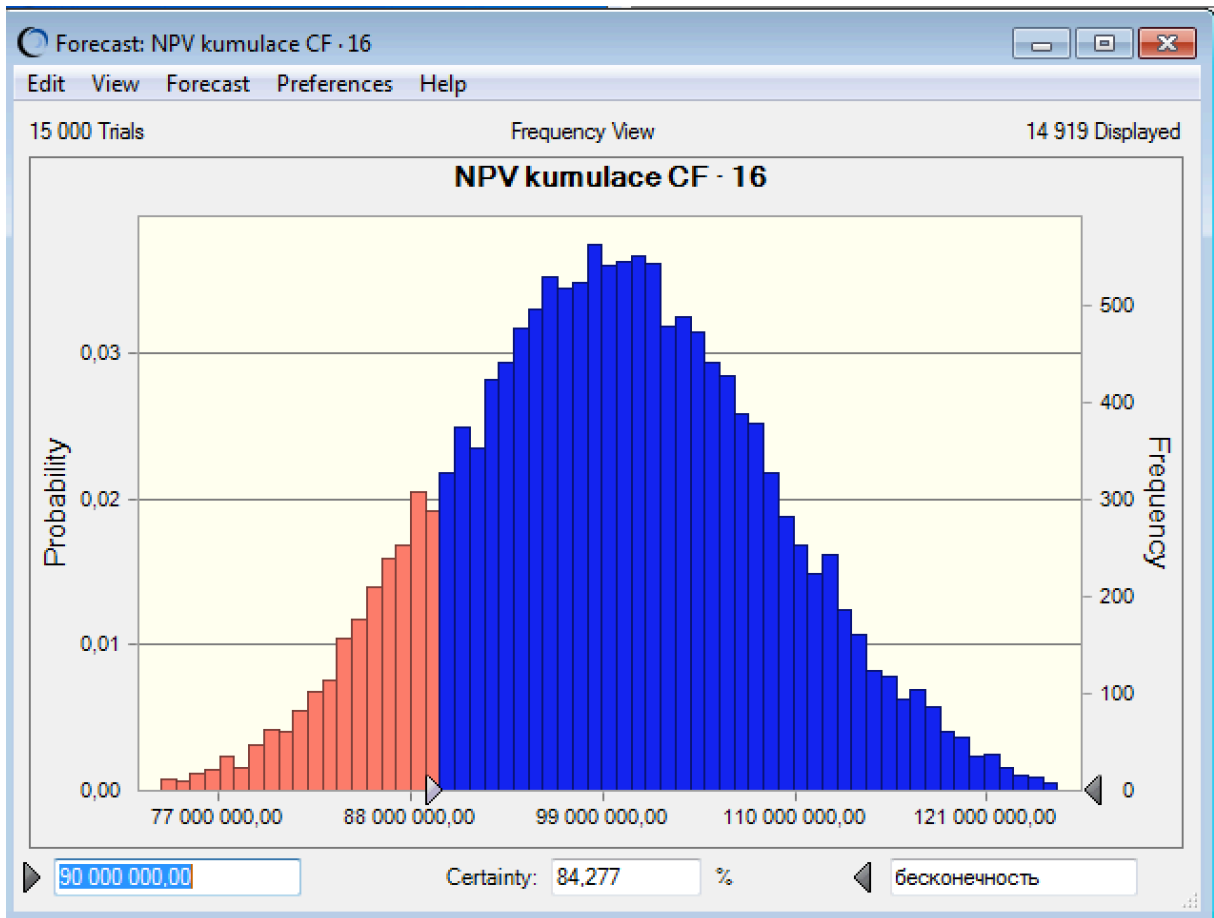 Forecast: NPV kumulace CF - 16
Edit View Forecast Preferences Help
15 000 Trials Frequency View 14 919 Displayed
NPV kumulace CF - 16
Probability
0,03
0,02
0,01
0,00
500
400
300
200
100
0
Frequency
77 000 000,00 88 000 000,00 99 000 000,00 110 000 000,00 121 000 000,00
90 000 000,00 Certainty: 84,277 % бесконечность